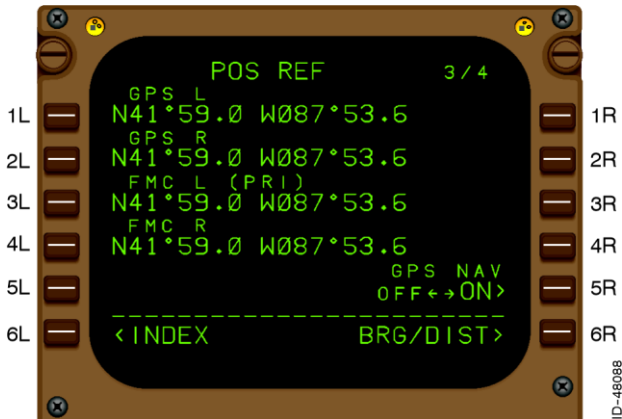 POS REF 3/4
GPS L
1L N41°59.0 W087°53.6 1R
GPS R
2L N41°59.0 W087°53.6 2R
FMC L (PRI)
3L N41°59.0 W087°53.6 3R
FMC R
4L N41°59.0 W087°53.6 4R
GPS NAV
5L OFF←→ON> 5R
6L <INDEX BRG/DIST> 6R
ID-48088